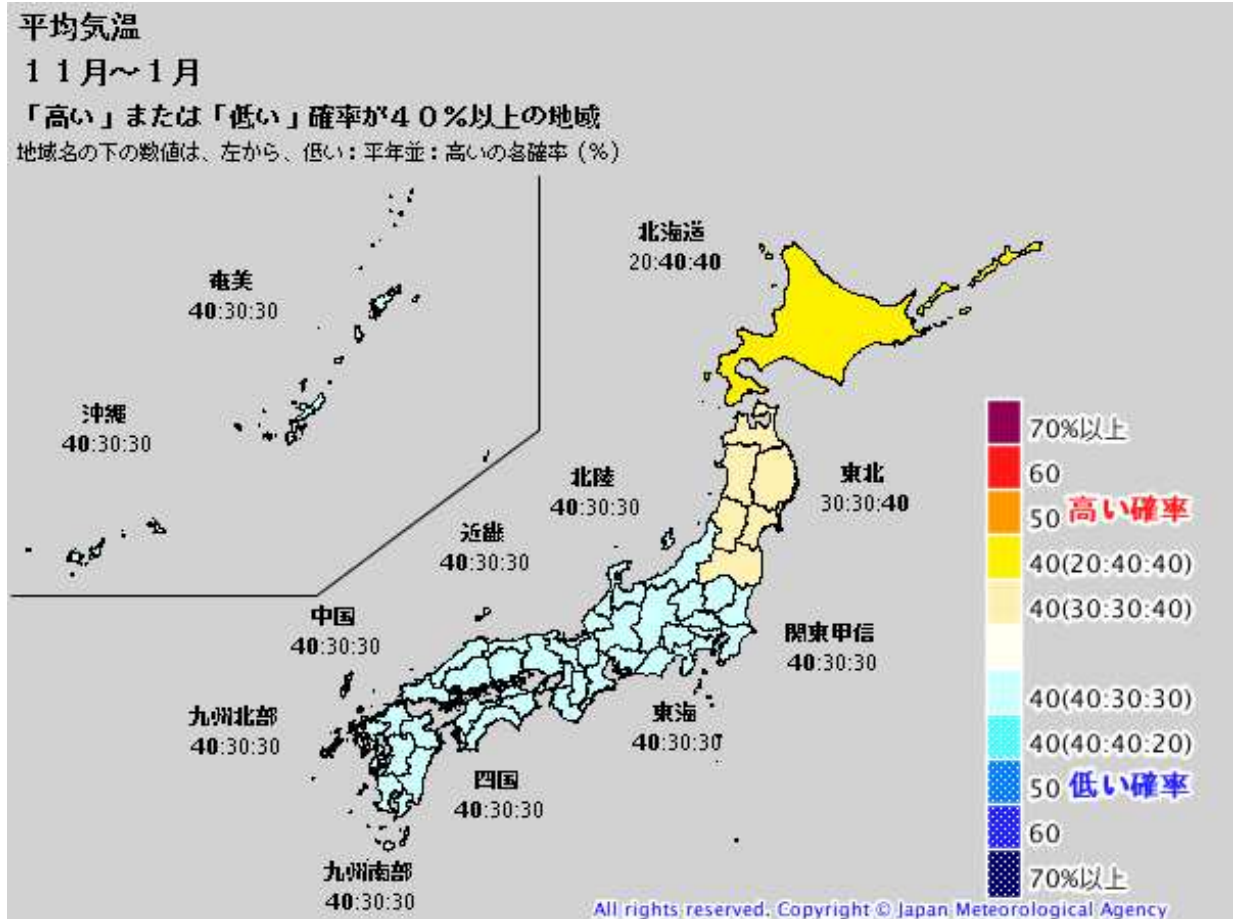 平均気温
１１月～１月
「高い」または「低い」確率が４０％以上の地域
地域名の下の数値は、左から、低い：平年並：高いの各確率（％）
北海道
20:40:40
奄美
40:30:30
沖縄
40:30:30
北陸
40:30:30
東北
30:30:40
近畿
40:30:30
中国
40:30:30
関東甲信
40:30:30
九州北部
40:30:30
東海
40:30:30
四国
40:30:30
九州南部
40:30:30
70%以上
60
50 高い確率
40(20:40:40)
40(30:30:40)
40(40:30:30)
40(40:40:20)
50 低い確率
60
70%以上
All rights reserved. Copyright © Japan Meteorological Agency